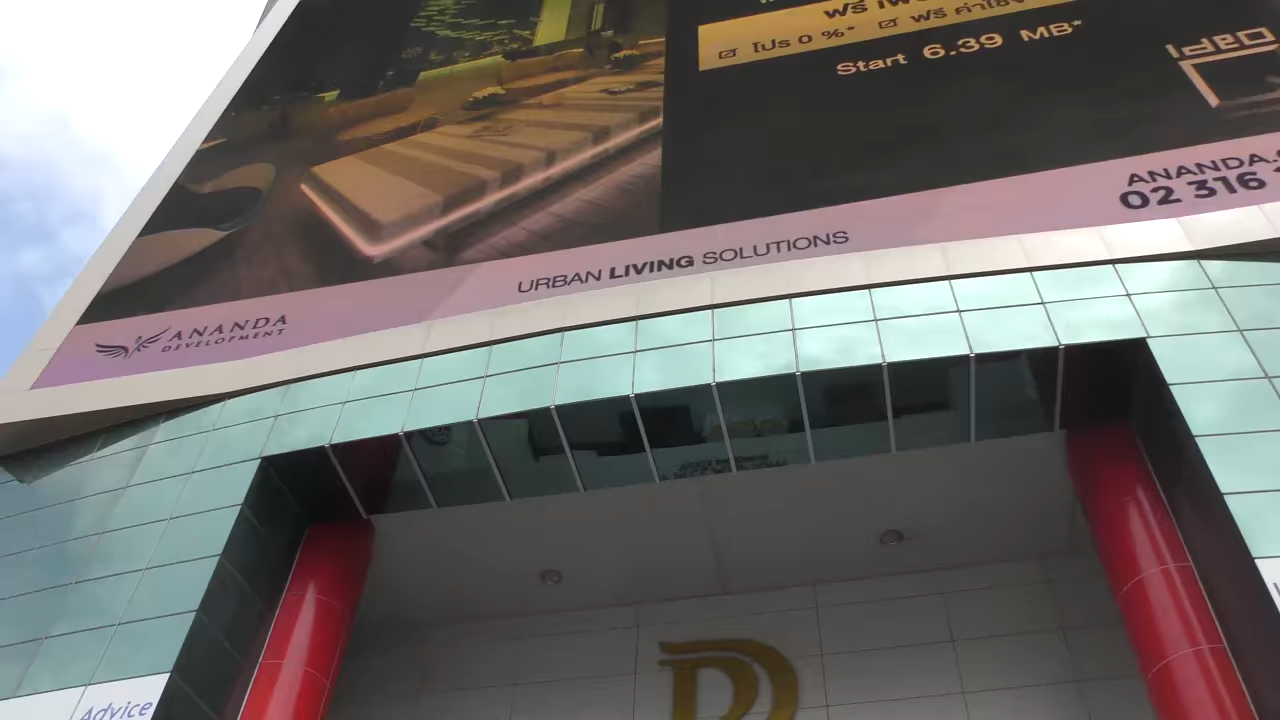 ฟรี
โปร 0 %* ฟรี
Start 6.39 MB*
IDEO
ANANDA.
02 316
URBAN LIVING SOLUTIONS
ANANDA
DEVELOPMENT
D
Advice